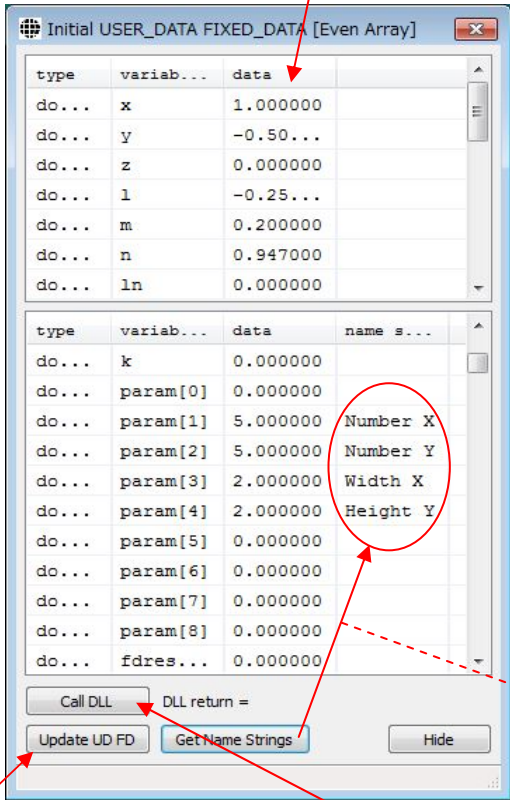 Initial USER_DATA FIXED_DATA [Even Array]
type variab... data
do... x 1.000000
do... y -0.50...
do... z 0.000000
do... l -0.25...
do... m 0.200000
do... n 0.947000
do... ln 0.000000
type variab... data name s...
do... k 0.000000
do... param[0] 0.000000
do... param[1] 5.000000 Number X
do... param[2] 5.000000 Number Y
do... param[3] 2.000000 Width X
do... param[4] 2.000000 Height Y
do... param[5] 0.000000
do... param[6] 0.000000
do... param[7] 0.000000
do... param[8] 0.000000
do... fdres... 0.000000
Call DLL DLL return =
Update UD FD Get Name Strings Hide